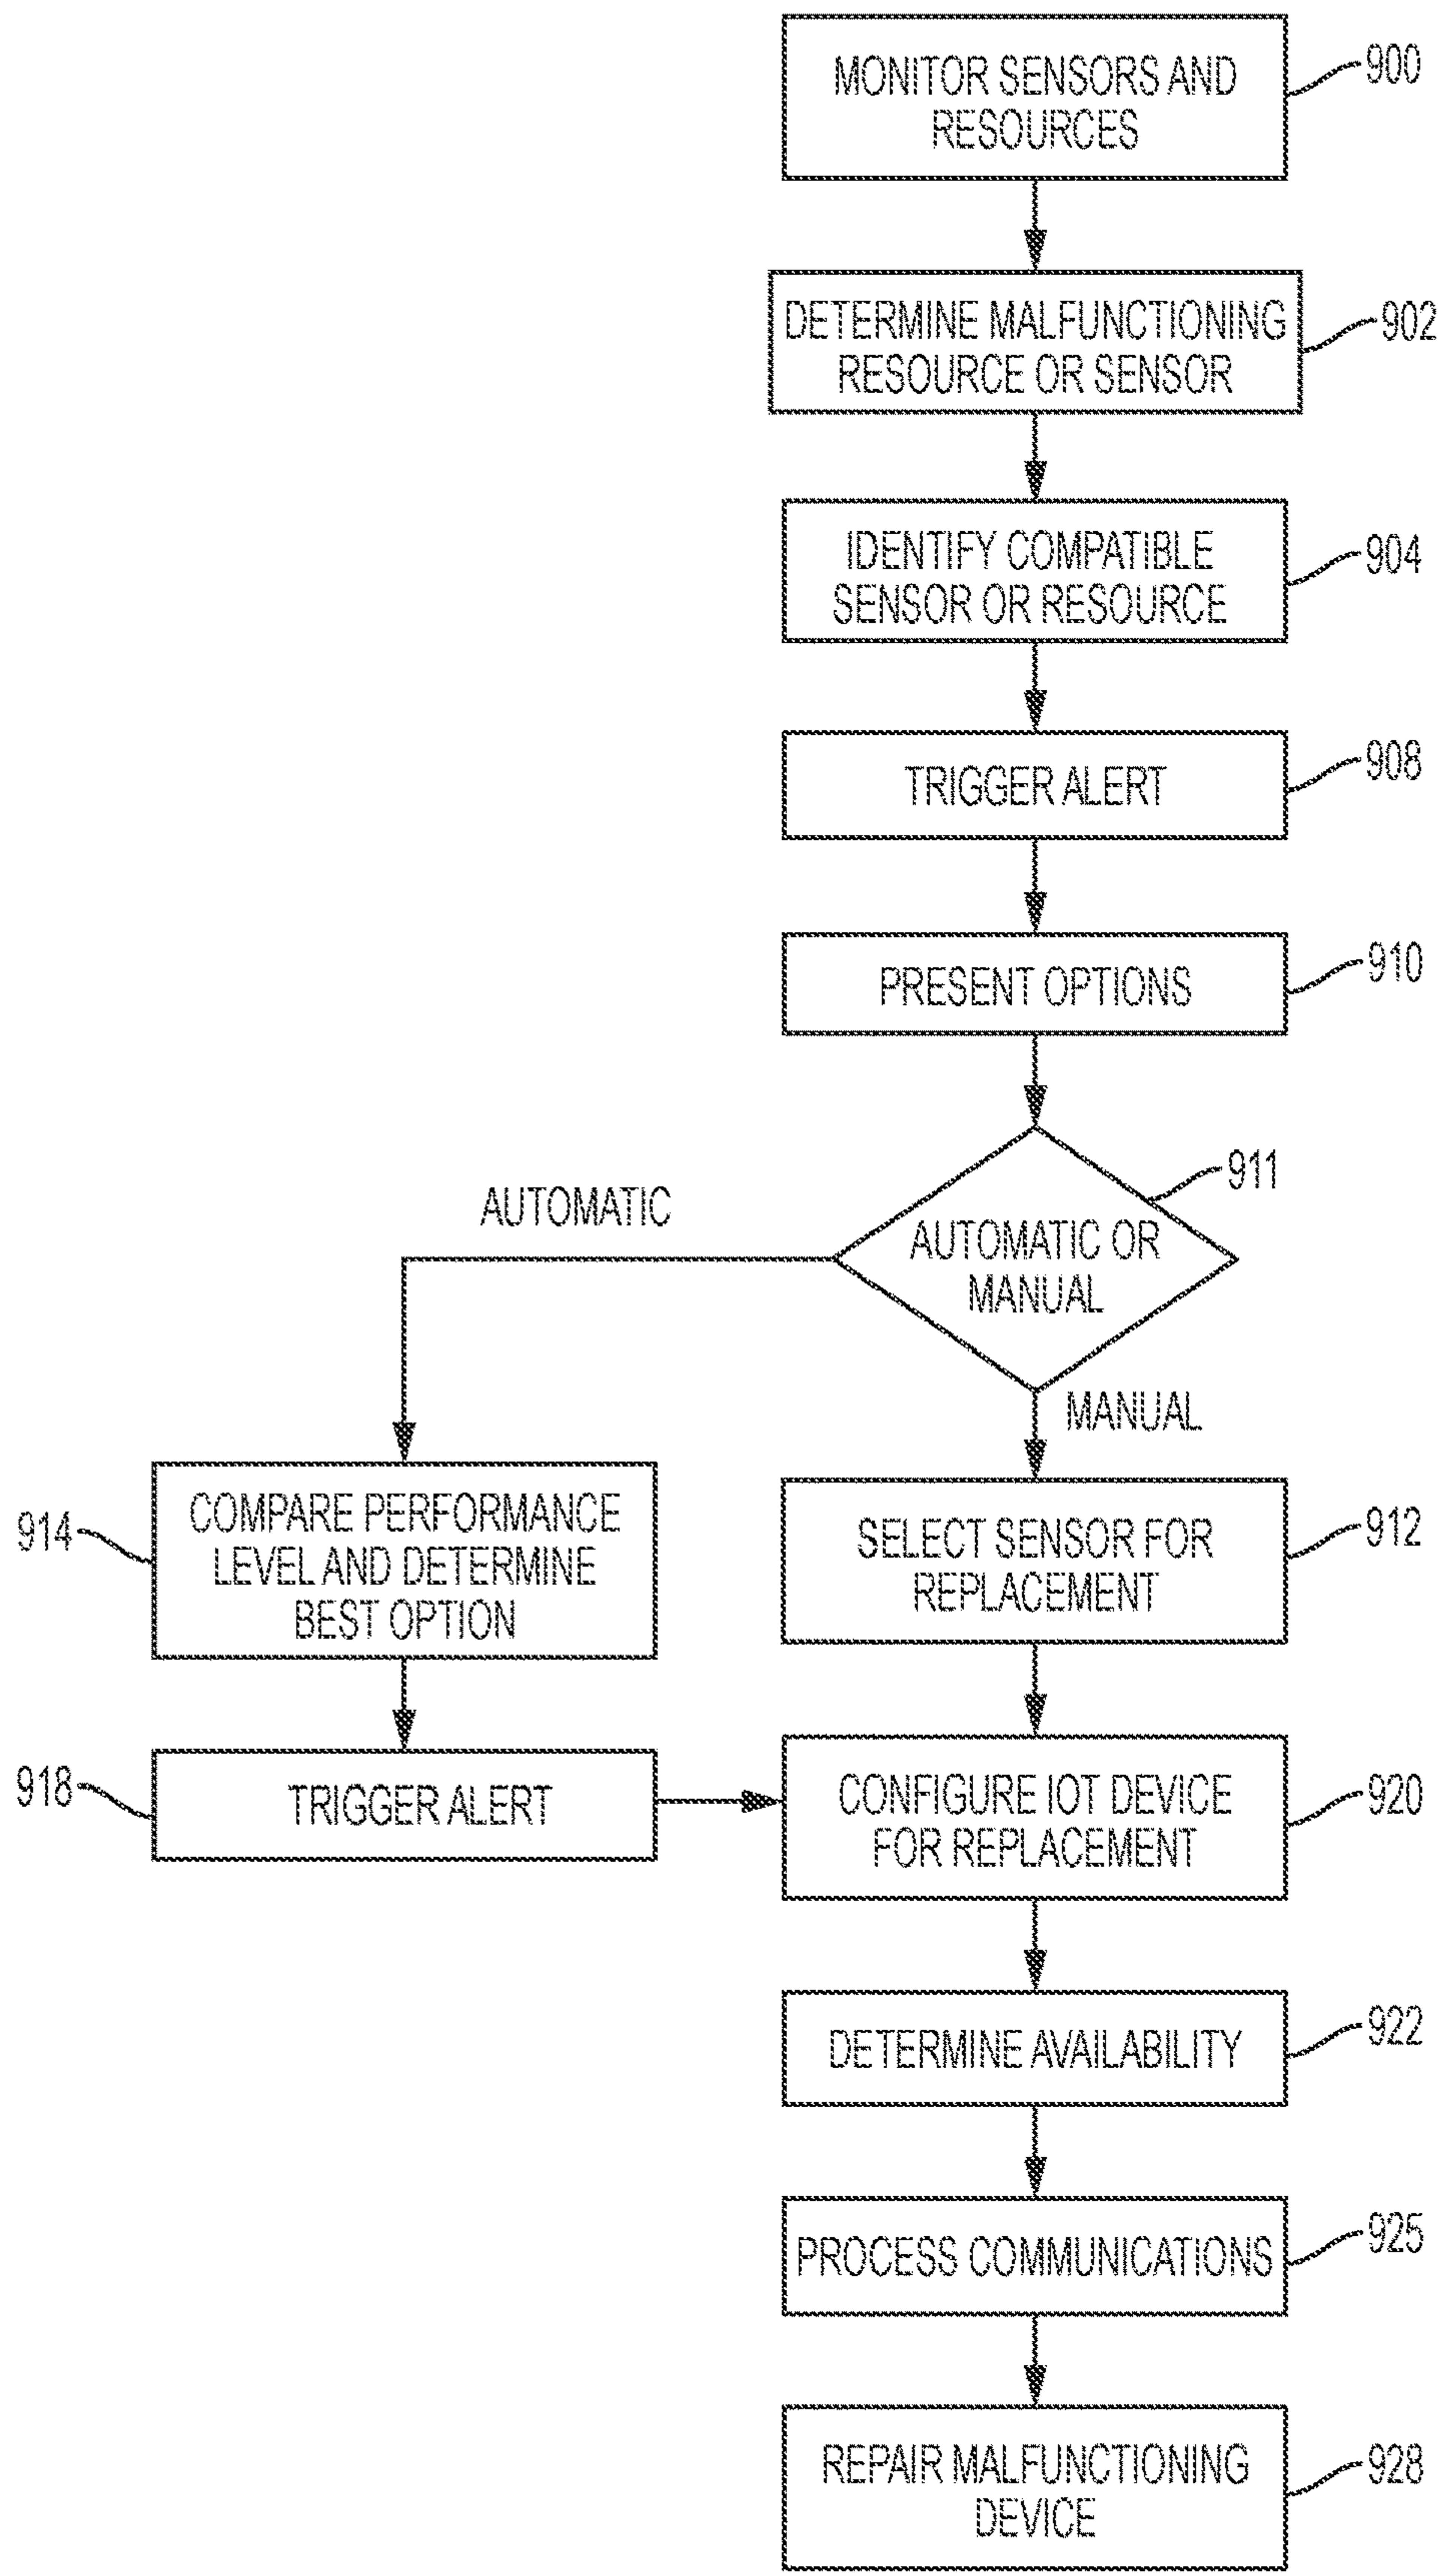 MONITOR SENSORS AND
RESOURCES
900
DETERMINE MALFUNCTIONING
RESOURCE OR SENSOR
902
IDENTIFY COMPATIBLE
SENSOR OR RESOURCE
904
TRIGGER ALERT
908
PRESENT OPTIONS
910
911
AUTOMATIC OR
MANUAL
AUTOMATIC
MANUAL
914
COMPARE PERFORMANCE
LEVEL AND DETERMINE
BEST OPTION
SELECT SENSOR FOR
REPLACEMENT
912
918
TRIGGER ALERT
CONFIGURE IOT DEVICE
FOR REPLACEMENT
920
DETERMINE AVAILABILITY
922
PROCESS COMMUNICATIONS
925
REPAIR MALFUNCTIONING
DEVICE
928